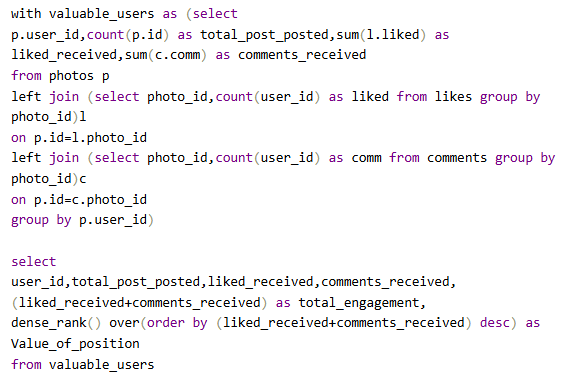 with valuable_users as (select
p.user_id,count(p.id) as total_post_posted,sum(l.liked) as
liked_received,sum(c.comm) as comments_received
from photos p
left join (select photo_id,count(user_id) as liked from likes group by
photo_id)l
on p.id=l.photo_id
left join (select photo_id,count(user_id) as comm from comments group by
photo_id)c
on p.id=c.photo_id
group by p.user_id)
select
user_id,total_post_posted,liked_received,comments_received,
(liked_received+comments_received) as total_engagement,
dense_rank() over(order by (liked_received+comments_received) desc) as
Value_of_position
from valuable_users